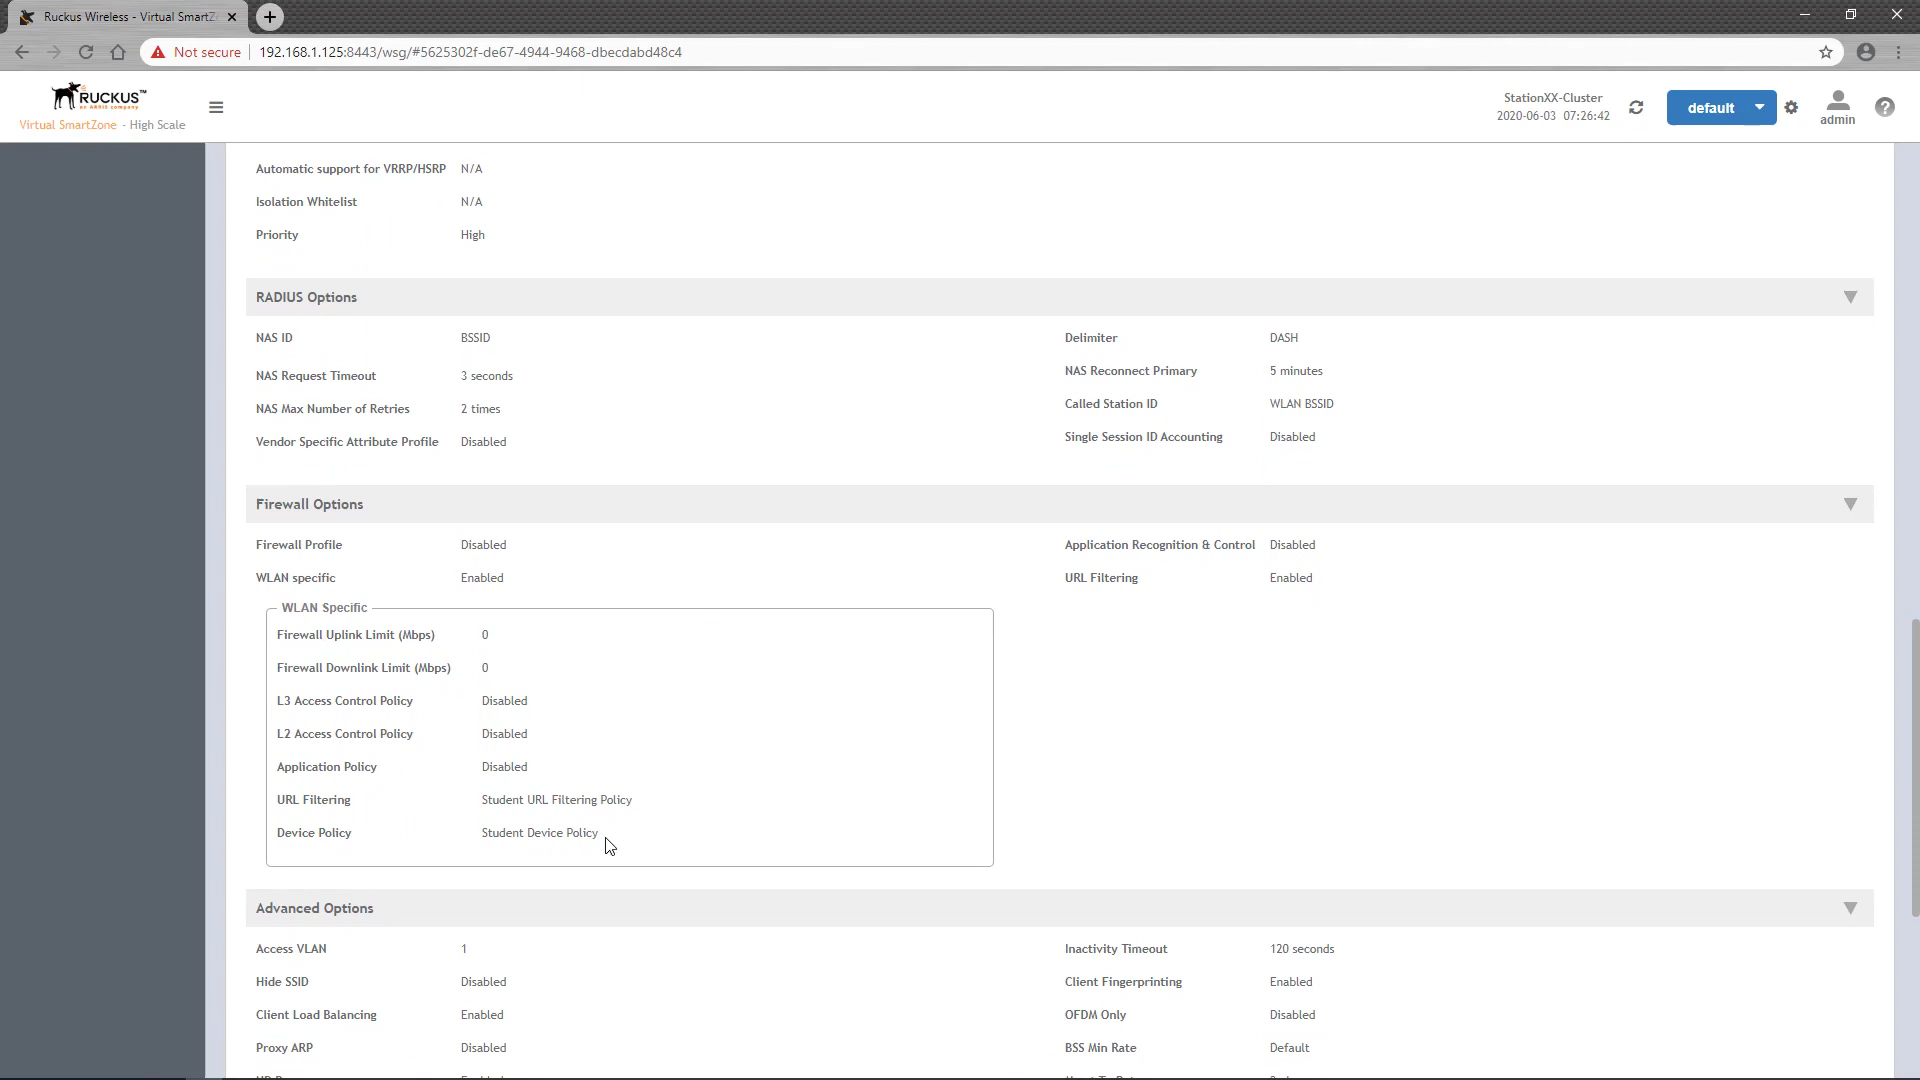 Ruckus Wireless - Virtual SmartZ
Not secure 192.168.1.125:8443/wsg/#5625302f-de67-4944-9468-dbecdabd48c4
RUCKUS™
an ARRIS company
Virtual SmartZone - High Scale
StationXX-Cluster
2020-06-03 07:26:42
default
admin
?
Automatic support for VRRP/HSRP N/A
Isolation Whitelist N/A
Priority High
RADIUS Options
NAS ID BSSID
Delimiter DASH
NAS Request Timeout 3 seconds
NAS Reconnect Primary 5 minutes
NAS Max Number of Retries 2 times
Called Station ID WLAN BSSID
Vendor Specific Attribute Profile Disabled
Single Session ID Accounting Disabled
Firewall Options
Firewall Profile Disabled
Application Recognition & Control Disabled
WLAN specific Enabled
URL Filtering Enabled
WLAN Specific
Firewall Uplink Limit (Mbps) 0
Firewall Downlink Limit (Mbps) 0
L3 Access Control Policy Disabled
L2 Access Control Policy Disabled
Application Policy Disabled
URL Filtering Student URL Filtering Policy
Device Policy Student Device Policy
Advanced Options
Access VLAN 1
Inactivity Timeout 120 seconds
Hide SSID Disabled
Client Fingerprinting Enabled
Client Load Balancing Enabled
OFDM Only Disabled
Proxy ARP Disabled
BSS Min Rate Default